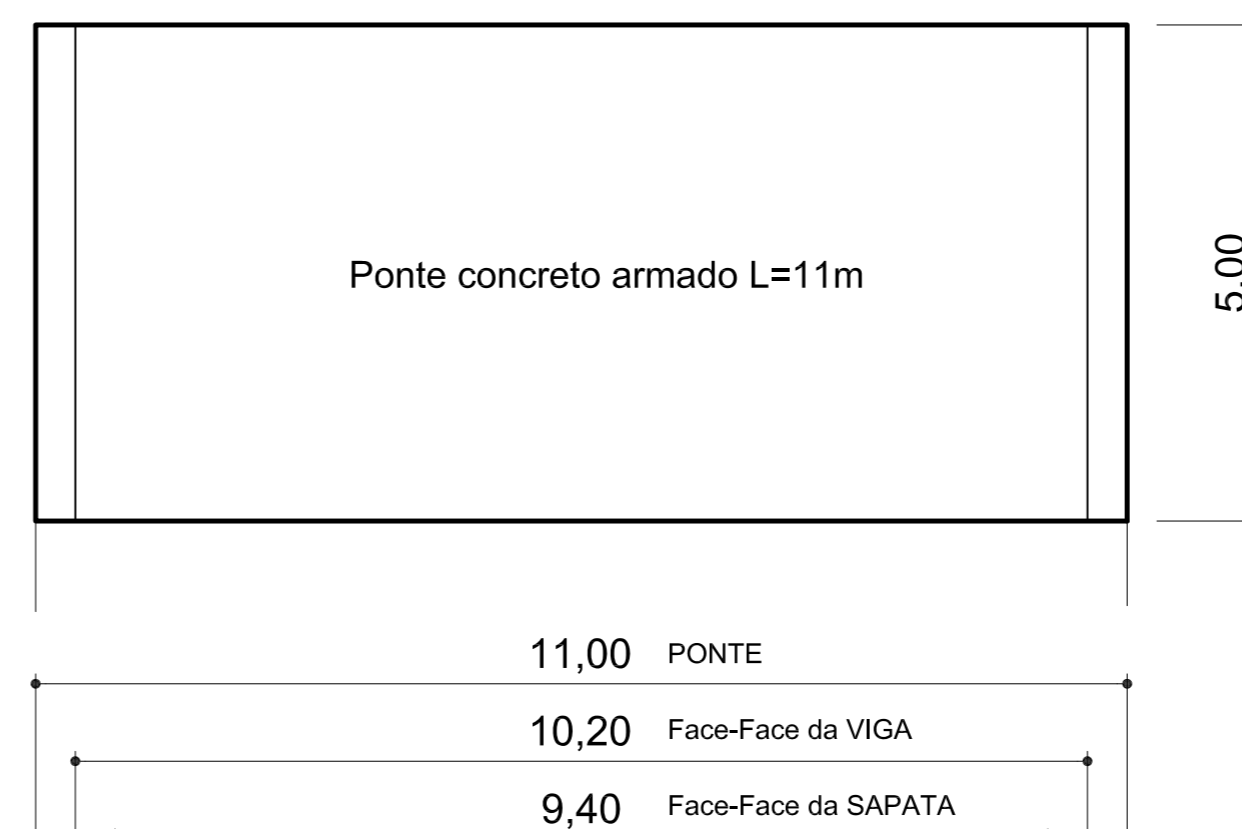 Ponte concreto armado L=11m
5,00
11,00 PONTE
10,20 Face-Face da VIGA
9,40 Face-Face da SAPATA